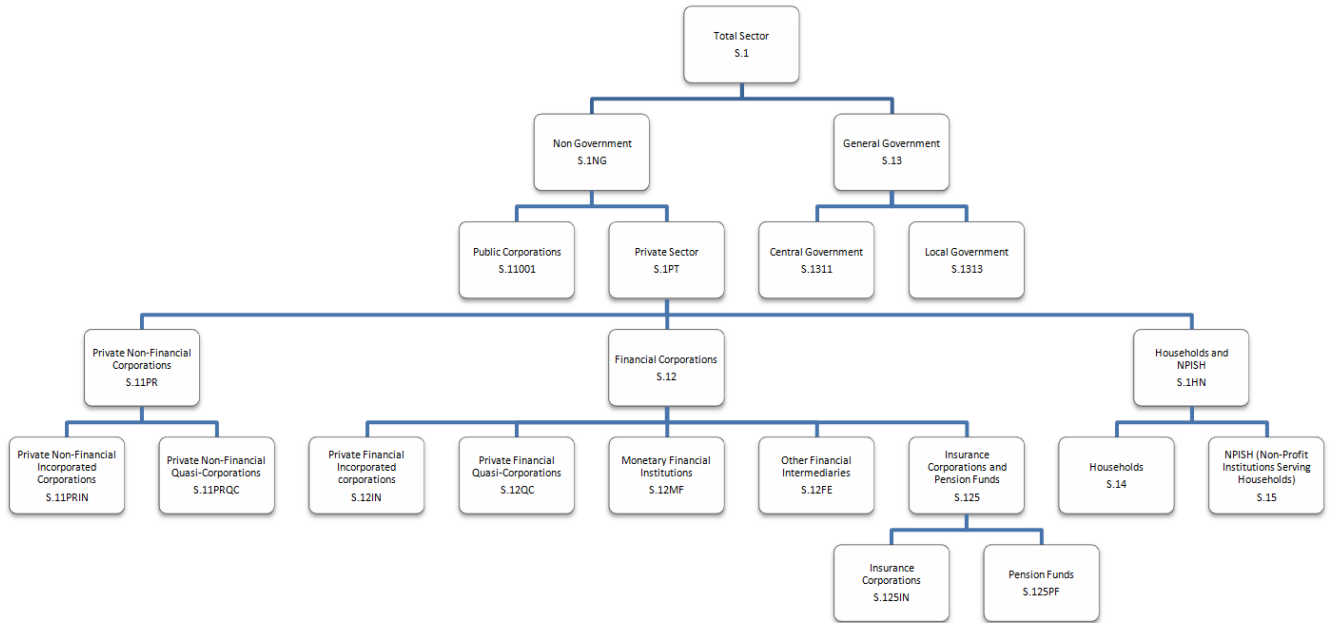 Total Sector
S.1
Non Government
S.1NG
General Government
S.13
Public Corporations
S.11001
Private Sector
S.1PT
Central Government
S.1311
Local Government
S.1313
Private Non-Financial
Corporations
S.11PR
Financial Corporations
S.12
Households and
NPISH
S.1HN
Private Non-Financial
Incorporated
Corporations
S.11PRIN
Private Non-Financial
Quasi-Corporations
S.11PRQC
Private Financial
Incorporated
corporations
S.12IN
Private Financial
Quasi-Corporations
S.12QC
Monetary Financial
Institutions
S.12MF
Other Financial
Intermediaries
S.12FE
Insurance
Corporations and
Pension Funds
S.125
Households
S.14
NPISH (Non-Profit
Institutions Serving
Households)
S.15
Insurance
Corporations
S.125IN
Pension Funds
S.125PF